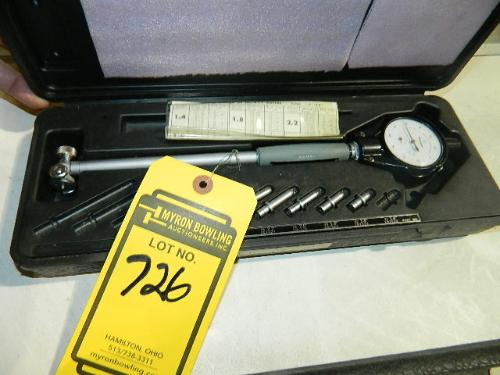 1.4
1.8
2.2
MYRON BOWLING
AUCTIONEERS INC.
LOT NO.
726
HAMILTON, OHIO
513/738-3311
myronbowling.c